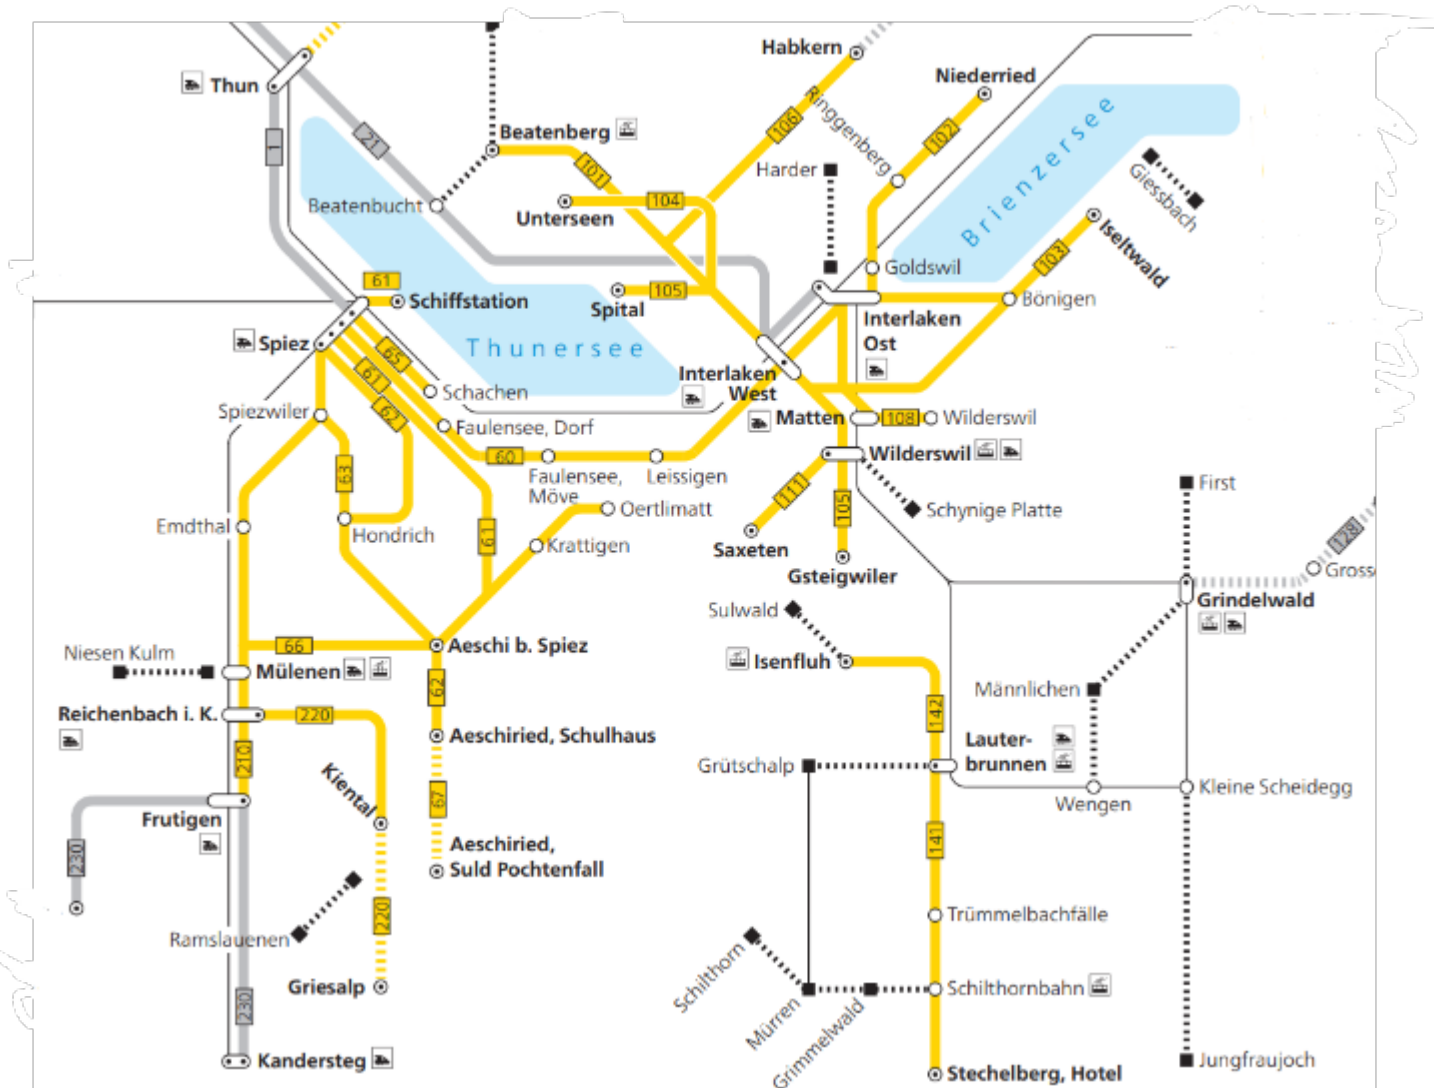 Habkern
Niederried
Thun
106
Ringgenberg
102
Brienzersee
1
21
Beatenberg
Harder
Giessbach
101
Beatenbucht
Unterseen
104
Iseltwald
103
61
Schiffstation
Spital
105
Goldswil
Bönigen
Interlaken
Ost
Spiez
Thunersee
65
61
62
Schachen
Interlaken
West
Spiezwiler
Faulensee, Dorf
Matten
108
Wilderswil
63
60
Faulensee,
Möve
Leissigen
Wilderswil
111
105
First
Emdthal
Hondrich
61
Oertlimatt
Krattigen
Saxeten
Schynige Platte
128
Gsteigwiler
Gross
Sulwald
Grindelwald
66
Aeschi b. Spiez
Niesen Kulm
Mülenen
Isenfluh
62
Männlichen
Reichenbach i. K.
220
142
210
Aeschiried, Schulhaus
Lauter-
brunnen
Grütschalp
Kiental
67
Wengen
Kleine Scheidegg
Frutigen
230
Aeschiried,
Suld Pochtenfall
141
220
Ramslauenen
Trümmelbachfälle
Schilthorn
Griesalp
230
Mürren
Grimmelwald
Schilthornbahn
Kandersteg
Stechelberg, Hotel
Jungfraujoch